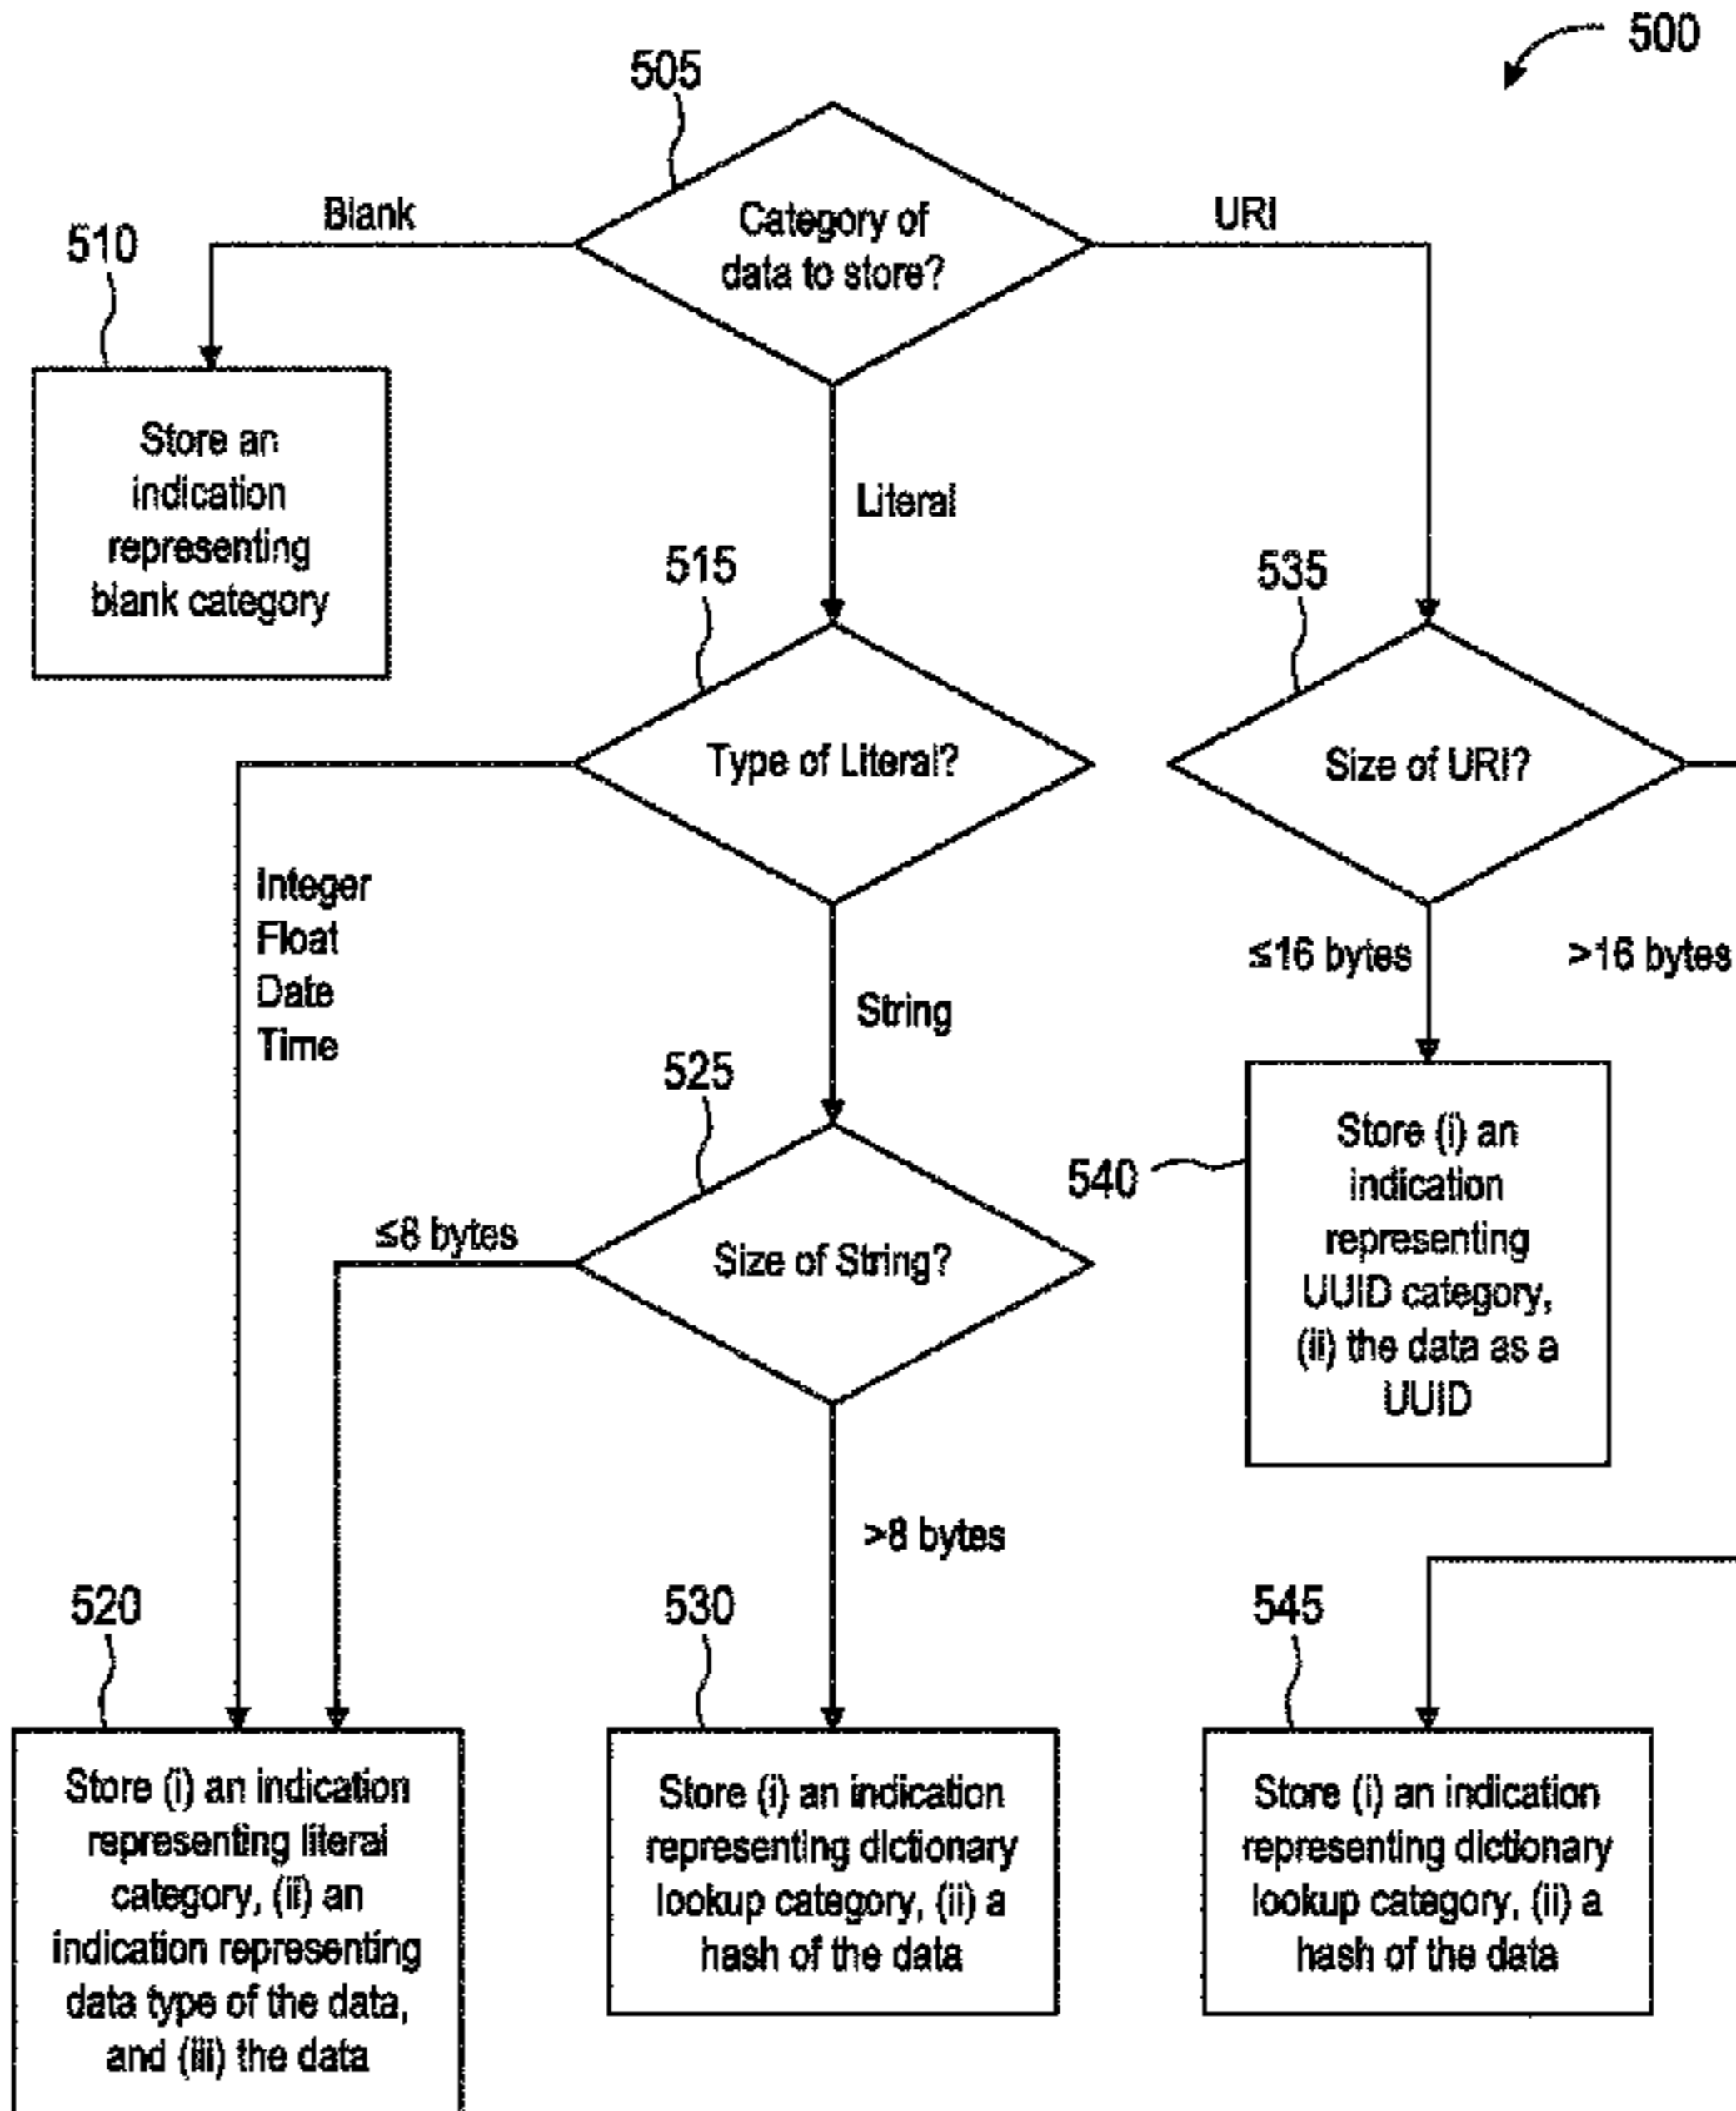 500
505
Blank
Category of
data to store?
URI
510
Store an
indication
representing
blank category
Literal
515
Type of Literal?
535
Size of URI?
Integer
Float
Date
Time
String
≤16 bytes
>16 bytes
525
≤8 bytes
Size of String?
540
Store (i) an
indication
representing
UUID category,
(ii) the data as a
UUID
>8 bytes
520
Store (i) an indication
representing literal
category, (ii) an
indication representing
data type of the data,
and (iii) the data
530
Store (i) an indication
representing dictionary
lookup category, (ii) a
hash of the data
545
Store (i) an indication
representing dictionary
lookup category, (ii) a
hash of the data